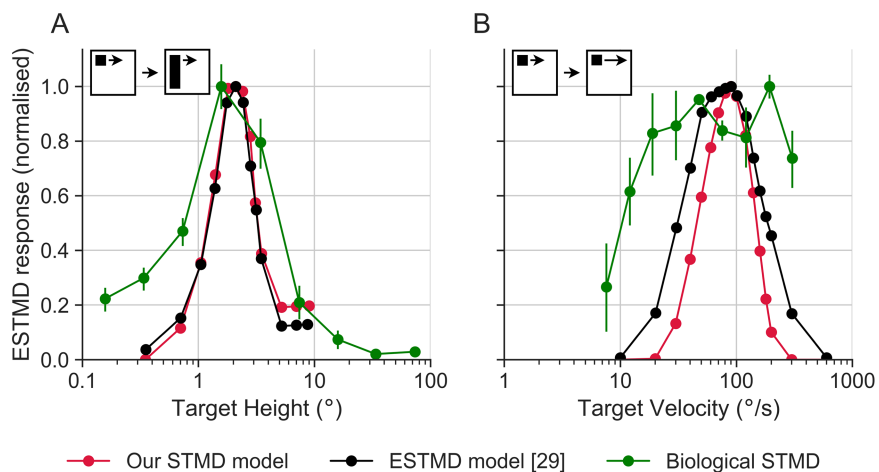 A
B
ESTMD response (normalised)
1.0
0.8
0.6
0.4
0.2
0.0
0.1
1
10
100
Target Height (°)
1
10
100
1000
Target Velocity (°/s)
Our STMD model
ESTMD model [29]
Biological STMD